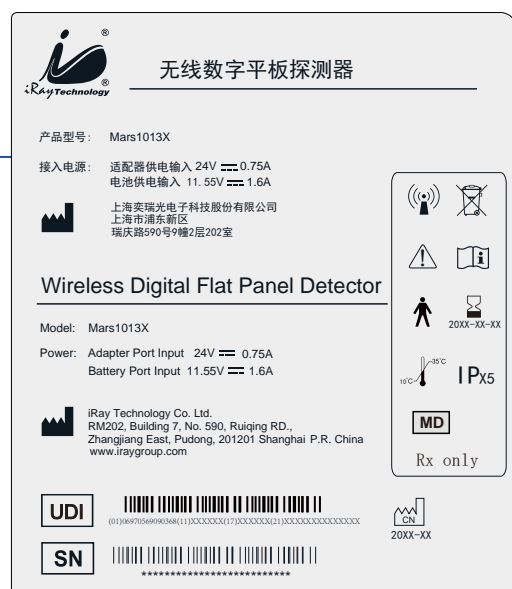 ®
iRay Technology ®
无线数字平板探测器
产品型号: Mars1013X
接入电源: 适配器供电输入 24V 0.75A
电池供电输入 11.55V 1.6A
上海奕瑞光电子科技股份有限公司
上海市浦东新区
瑞庆路590号9幢2层202室
Wireless Digital Flat Panel Detector
Model: Mars1013X
Power: Adapter Port Input 24V 0.75A
Battery Port Input 11.55V 1.6A
iRay Technology Co. Ltd.
RM202, Building 7, No. 590, Ruiqing RD.,
Zhangjiang East, Pudong, 201201 Shanghai P.R. China
www.iraygroup.com
i
20XX-XX-XX
10℃ 35℃
IPX5
MD
Rx only
UDI
(01)06970569090368(11)XXXXXX(17)XXXXXX(21)XXXXXXXXXXXXXX
CN
20XX-XX
SN
**************************